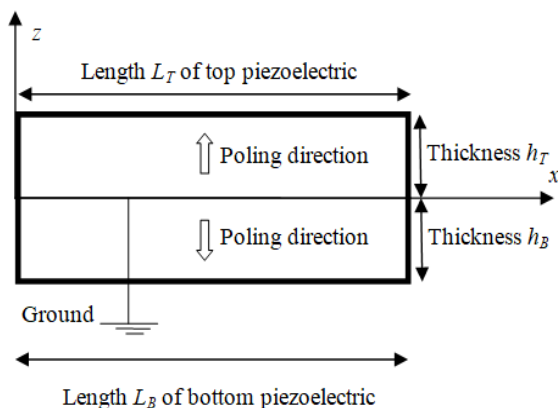 z
Length L_T of top piezoelectric
Poling direction
Thickness h_T
x
Poling direction
Thickness h_B
Ground
Length L_B of bottom piezoelectric